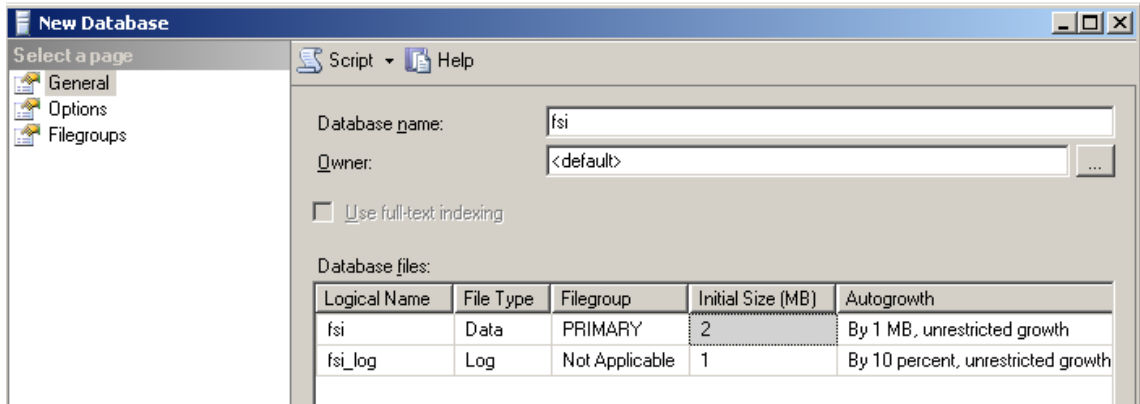 New Database
Select a page
General
Options
Filegroups
Script Help
Database name: fsi
Owner: <default> ...
Use full-text indexing
Database files:
Logical Name File Type Filegroup Initial Size (MB) Autogrowth
fsi Data PRIMARY 2 By 1 MB, unrestricted growth
fsi_log Log Not Applicable 1 By 10 percent, unrestricted growth